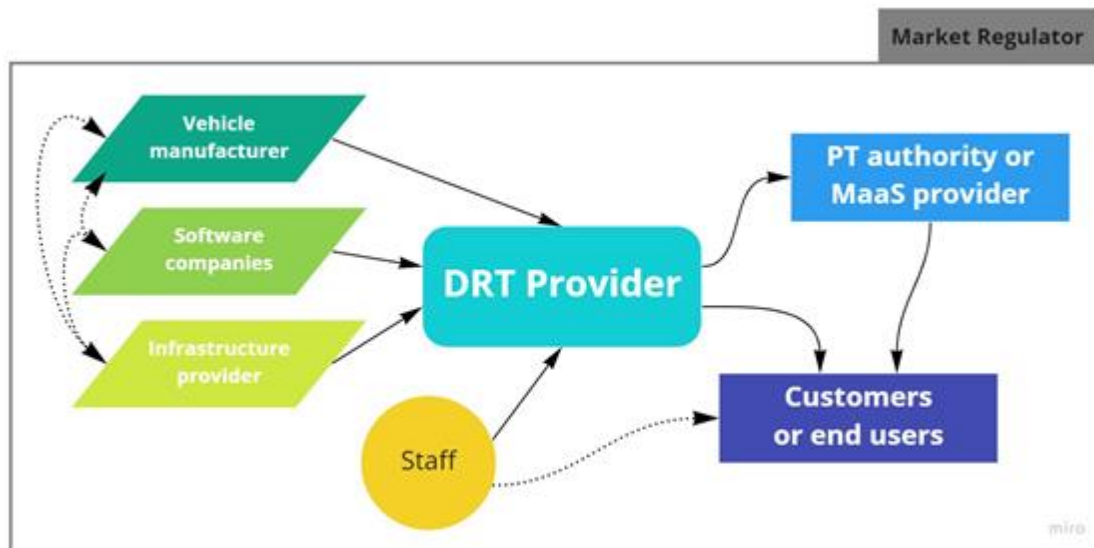 Market Regulator
Vehicle
manufacturer
Software
companies
Infrastructure
provider
DRT Provider
Staff
PT authority or
MaaS provider
Customers
or end users
miro